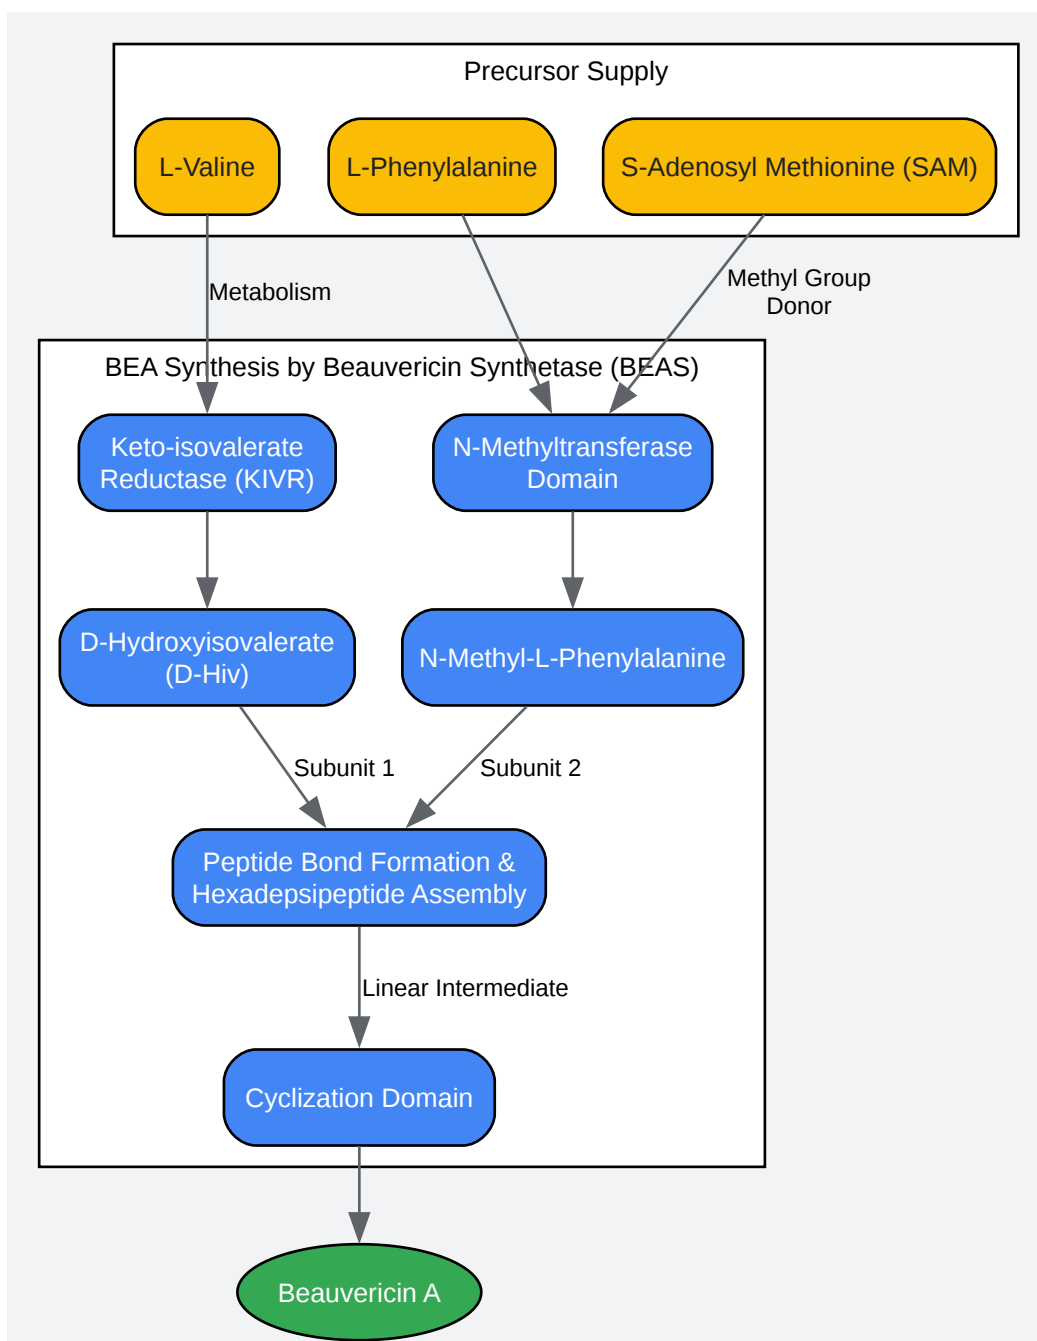 Precursor Supply
L-Valine
L-Phenylalanine
S-Adenosyl Methionine (SAM)
Metabolism
Methyl Group
Donor
BEA Synthesis by Beauvericin Synthetase (BEAS)
Keto-isovalerate
Reductase (KIVR)
N-Methyltransferase
Domain
D-Hydroxyisovalerate
(D-Hiv)
N-Methyl-L-Phenylalanine
Subunit 1
Subunit 2
Peptide Bond Formation &
Hexadepsipeptide Assembly
Linear Intermediate
Cyclization Domain
Beauvericin A